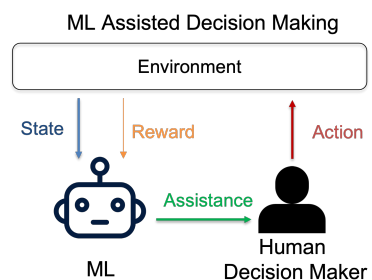 ML Assisted Decision Making
Environment
State
Reward
Action
Assistance
ML
Human
Decision Maker